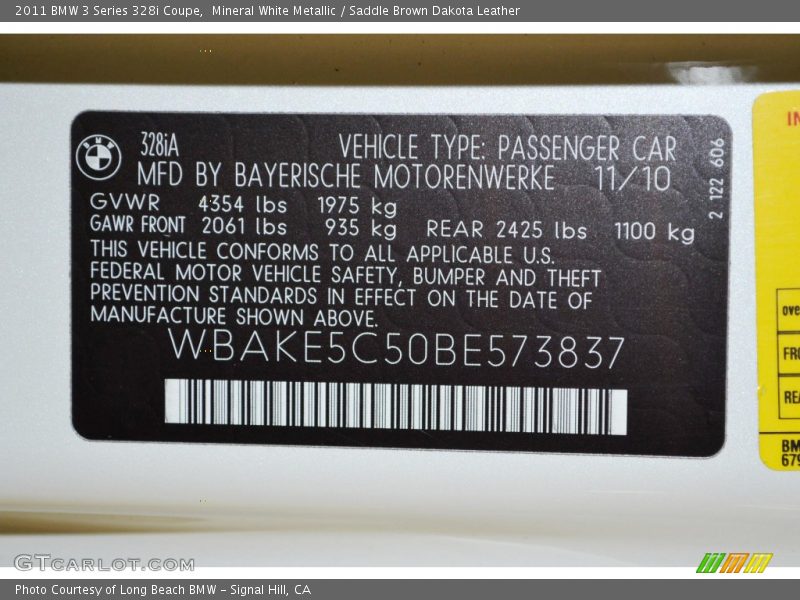 2011 BMW 3 Series 328i Coupe,  Mineral White Metallic / Saddle Brown Dakota Leather
BMW
328iA VEHICLE TYPE: PASSENGER CAR
MFD BY BAYERISCHE MOTORENWERKE 11/10
GVWR 4354 lbs 1975 kg
GAWR FRONT 2061 lbs 935 kg REAR 2425 lbs 1100 kg
THIS VEHICLE CONFORMS TO ALL APPLICABLE U.S.
FEDERAL MOTOR VEHICLE SAFETY, BUMPER AND THEFT
PREVENTION STANDARDS IN EFFECT ON THE DATE OF
MANUFACTURE SHOWN ABOVE.
WBAKE5C50BE573837
2 122 606
GTCARLOT.COM
Photo Courtesy of Long Beach BMW - Signal Hill, CA